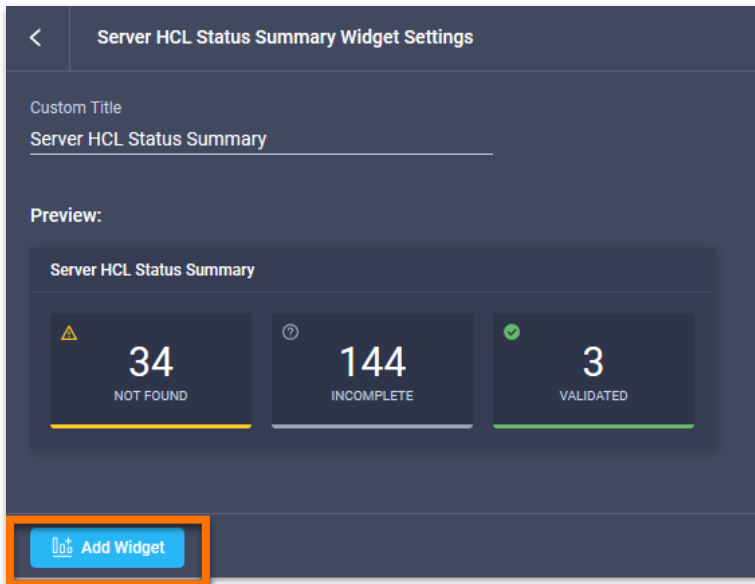 Server HCL Status Summary Widget Settings
Custom Title
Server HCL Status Summary
Preview:
Server HCL Status Summary
34
NOT FOUND
144
INCOMPLETE
3
VALIDATED
Add Widget